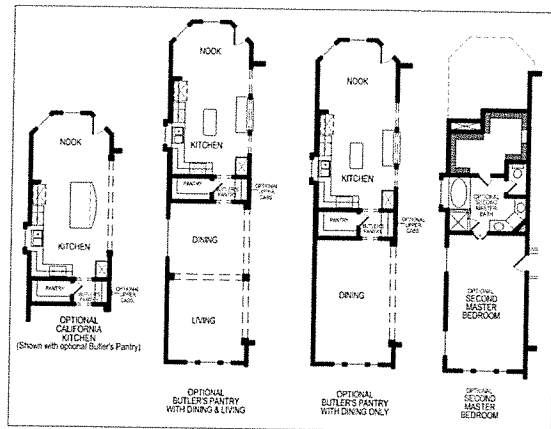 NOOK
KITCHEN
PANTRY
BUTLER'S
PANTRY
OPTIONAL
UPPER
CABS.
OPTIONAL
CALIFORNIA
KITCHEN
(Shown with optional Butler's Pantry)
NOOK
KITCHEN
PANTRY
BUTLER'S
PANTRY
OPTIONAL
UPPER
CABS.
DINING
LIVING
OPTIONAL
BUTLER'S PANTRY
WITH DINING & LIVING
NOOK
KITCHEN
PANTRY
BUTLER'S
PANTRY
OPTIONAL
UPPER
CABS.
DINING
OPTIONAL
BUTLER'S PANTRY
WITH DINING ONLY
OPTIONAL
SECOND
MASTER
BATH
OPTIONAL
SECOND
MASTER
BEDROOM
OPTIONAL
SECOND
MASTER
BEDROOM